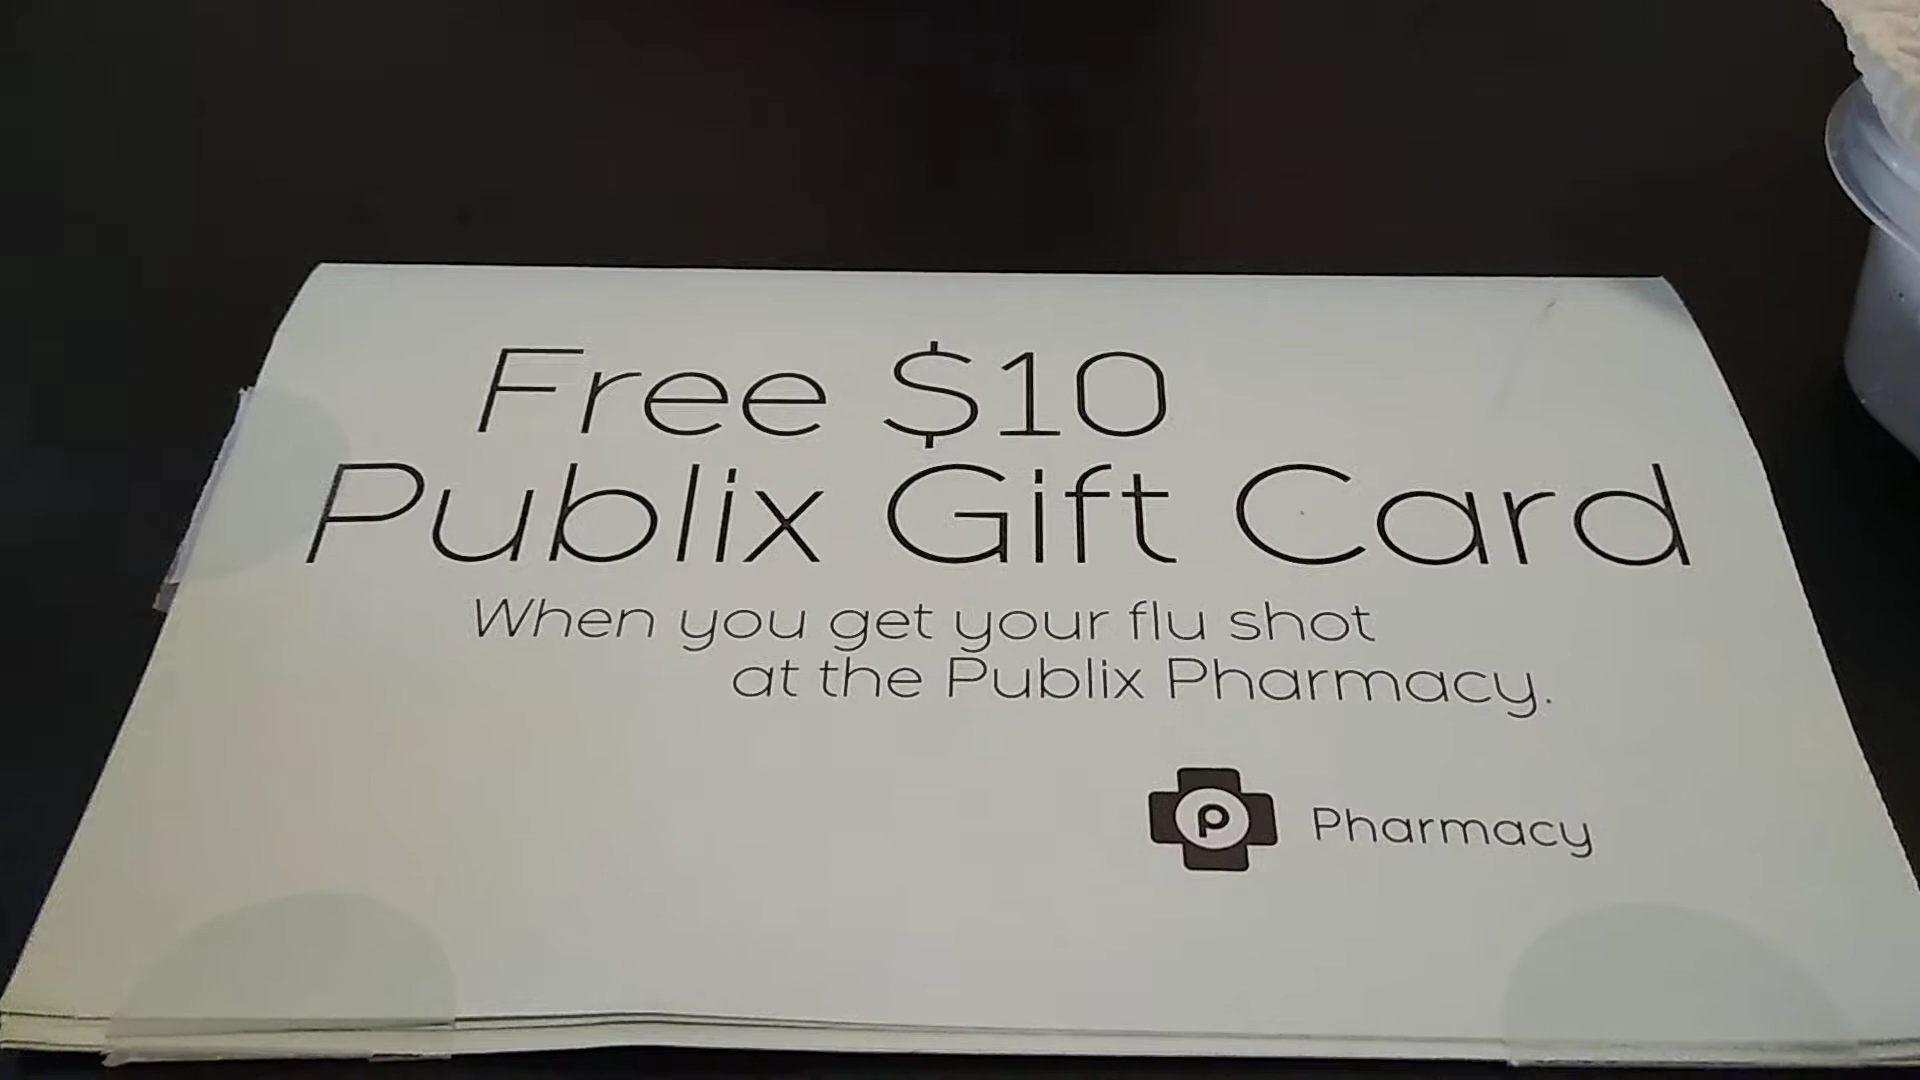 Free $10
Publix Gift Card
When you get your flu shot
at the Publix Pharmacy.
p Pharmacy